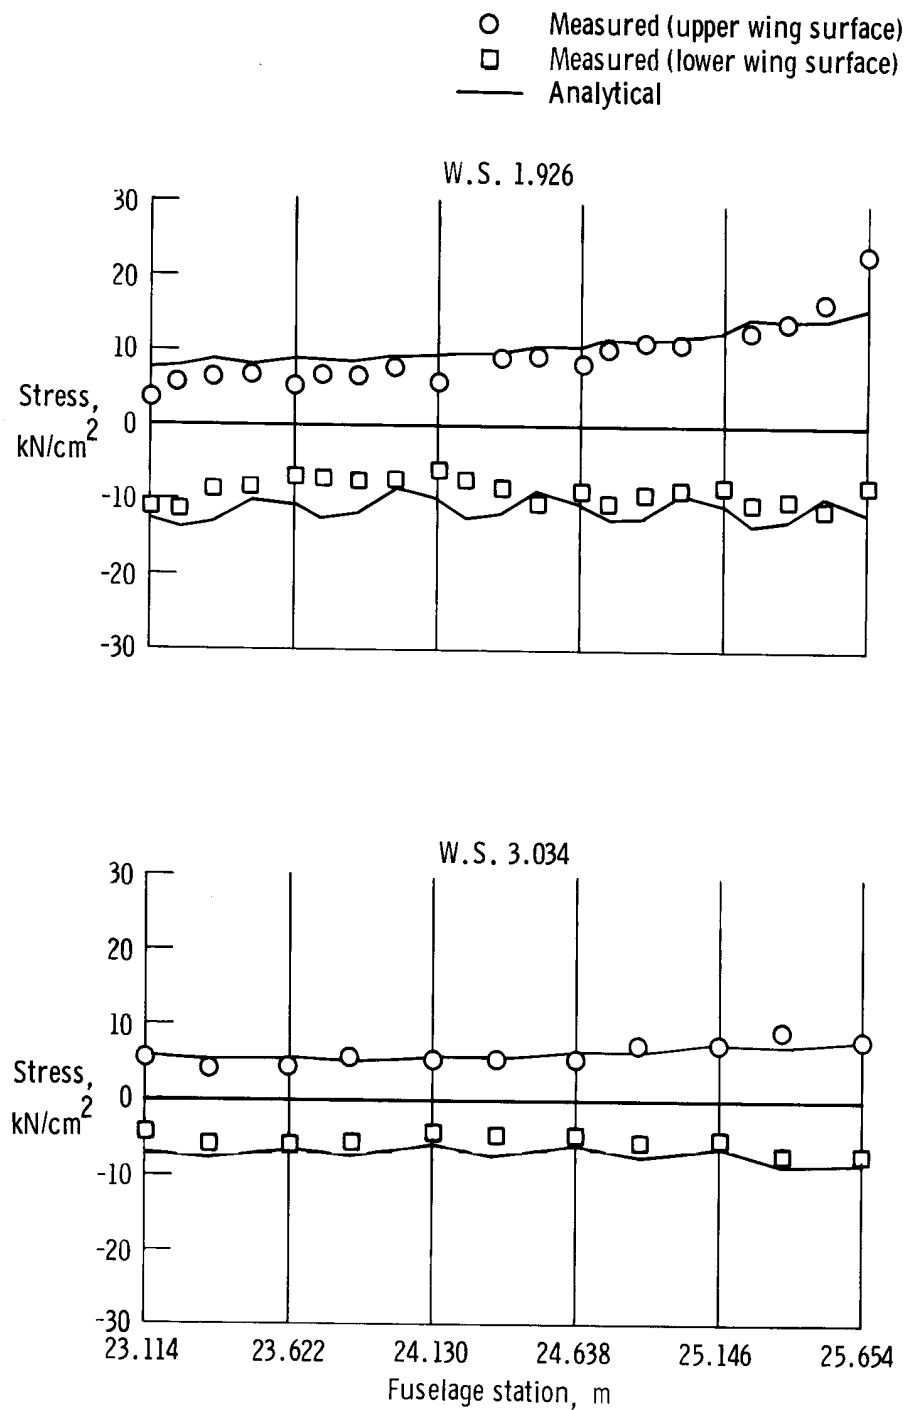 Measured (upper wing surface)
Measured (lower wing surface)
Analytical
W.S. 1.926
30
20
10
0
-10
-20
-30
Stress,
kN/cm2
W.S. 3.034
30
20
10
0
-10
-20
-30
Stress,
kN/cm2
23.114 23.622 24.130 24.638 25.146 25.654
Fuselage station, m